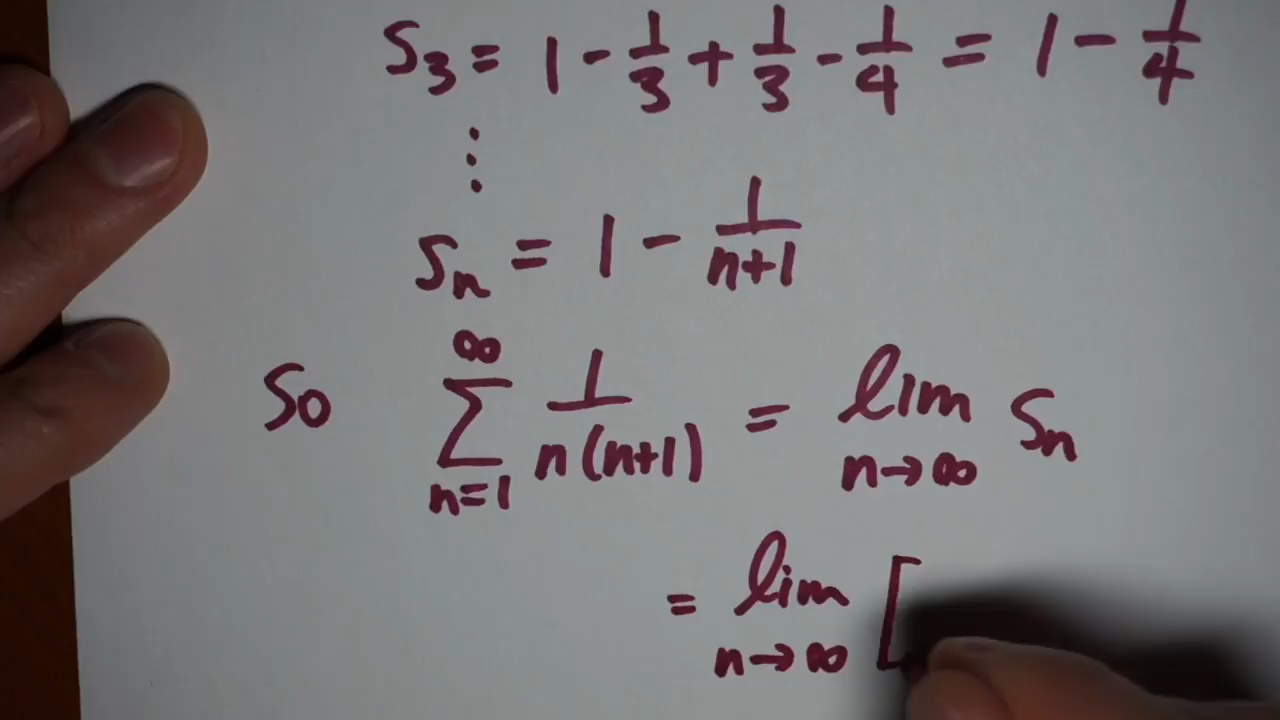 S₃ = 1 - 1/3 + 1/3 - 1/4 = 1 - 1/4
⋮
Sₙ = 1 - 1/(n+1)
So ∑_{n=1}^{∞} 1/(n(n+1)) = lim_{n→∞} Sₙ
= lim_{n→∞} [